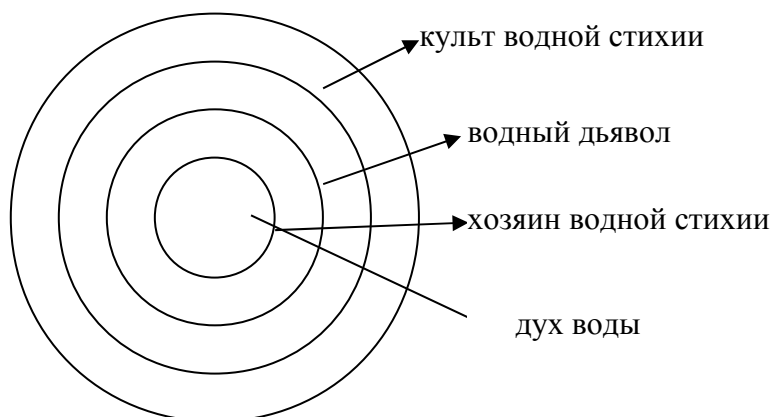 культ водной стихии
водный дьявол
хозяин водной стихии
дух воды